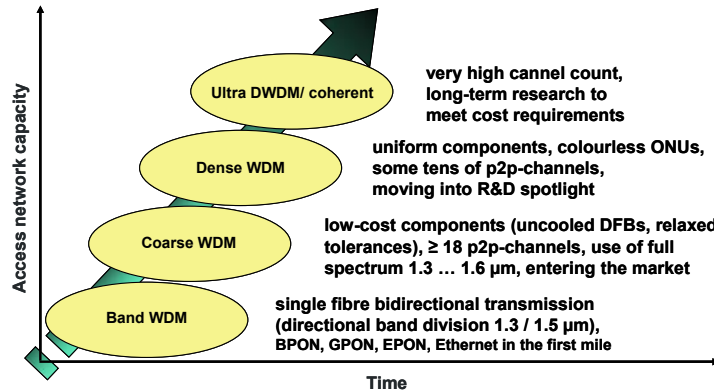 Access network capacity
Ultra DWDM/ coherent
very high cannel count,
long-term research to
meet cost requirements
Dense WDM
uniform components, colourless ONUs,
some tens of p2p-channels,
moving into R&D spotlight
Coarse WDM
low-cost components (uncooled DFBs, relaxed
tolerances), ≥ 18 p2p-channels, use of full
spectrum 1.3 … 1.6 µm, entering the market
Band WDM
single fibre bidirectional transmission
(directional band division 1.3 / 1.5 µm),
BPON, GPON, EPON, Ethernet in the first mile
Time